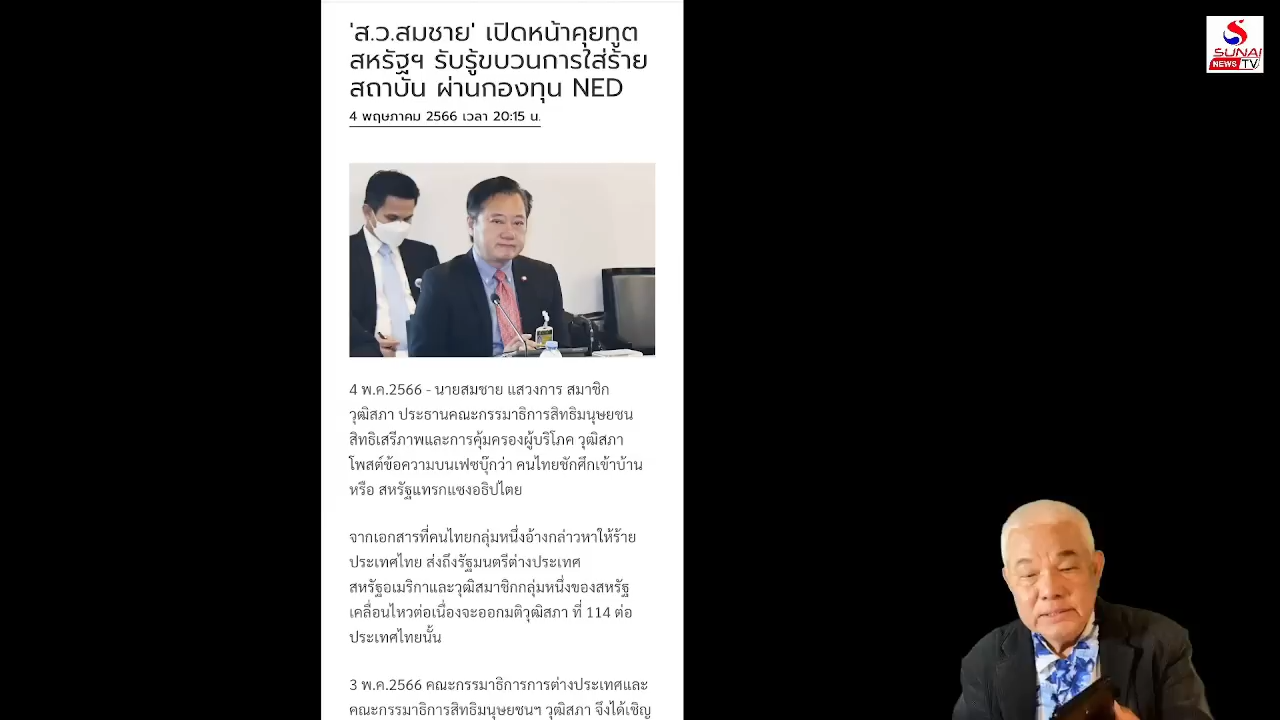 'ส.ว.สมชาย' เปิดหน้าคุยทูต
สหรัฐฯ รับรู้ขบวนการใส่ร้าย
สถาบัน ผ่านกองทุน NED
4 พฤษภาคม 2566 เวลา 20:15 น.
SUNAI
NEWS TV
4 พ.ค.2566 - นายสมชาย แสวงการ สมาชิก
วุฒิสภา ประธานคณะกรรมาธิการสิทธิมนุษยชน
สิทธิเสรีภาพและการคุ้มครองผู้บริโภค วุฒิสภา
โพสต์ข้อความบนเฟซบุ๊กว่า คนไทยชักศึกเข้าบ้าน
หรือ สหรัฐแทรกแซงอธิปไตย
จากเอกสารที่คนไทยกลุ่มหนึ่งอ้างกล่าวหาให้ร้าย
ประเทศไทย ส่งถึงรัฐมนตรีต่างประเทศ
สหรัฐอเมริกาและวุฒิสมาชิกกลุ่มหนึ่งของสหรัฐ
เคลื่อนไหวต่อเนื่องจะออกมติวุฒิสภา ที่ 114 ต่อ
ประเทศไทยนั้น
3 พ.ค.2566 คณะกรรมาธิการการต่างประเทศและ
คณะกรรมาธิการสิทธิมนุษยชนฯ วุฒิสภา จึงได้เชิญ